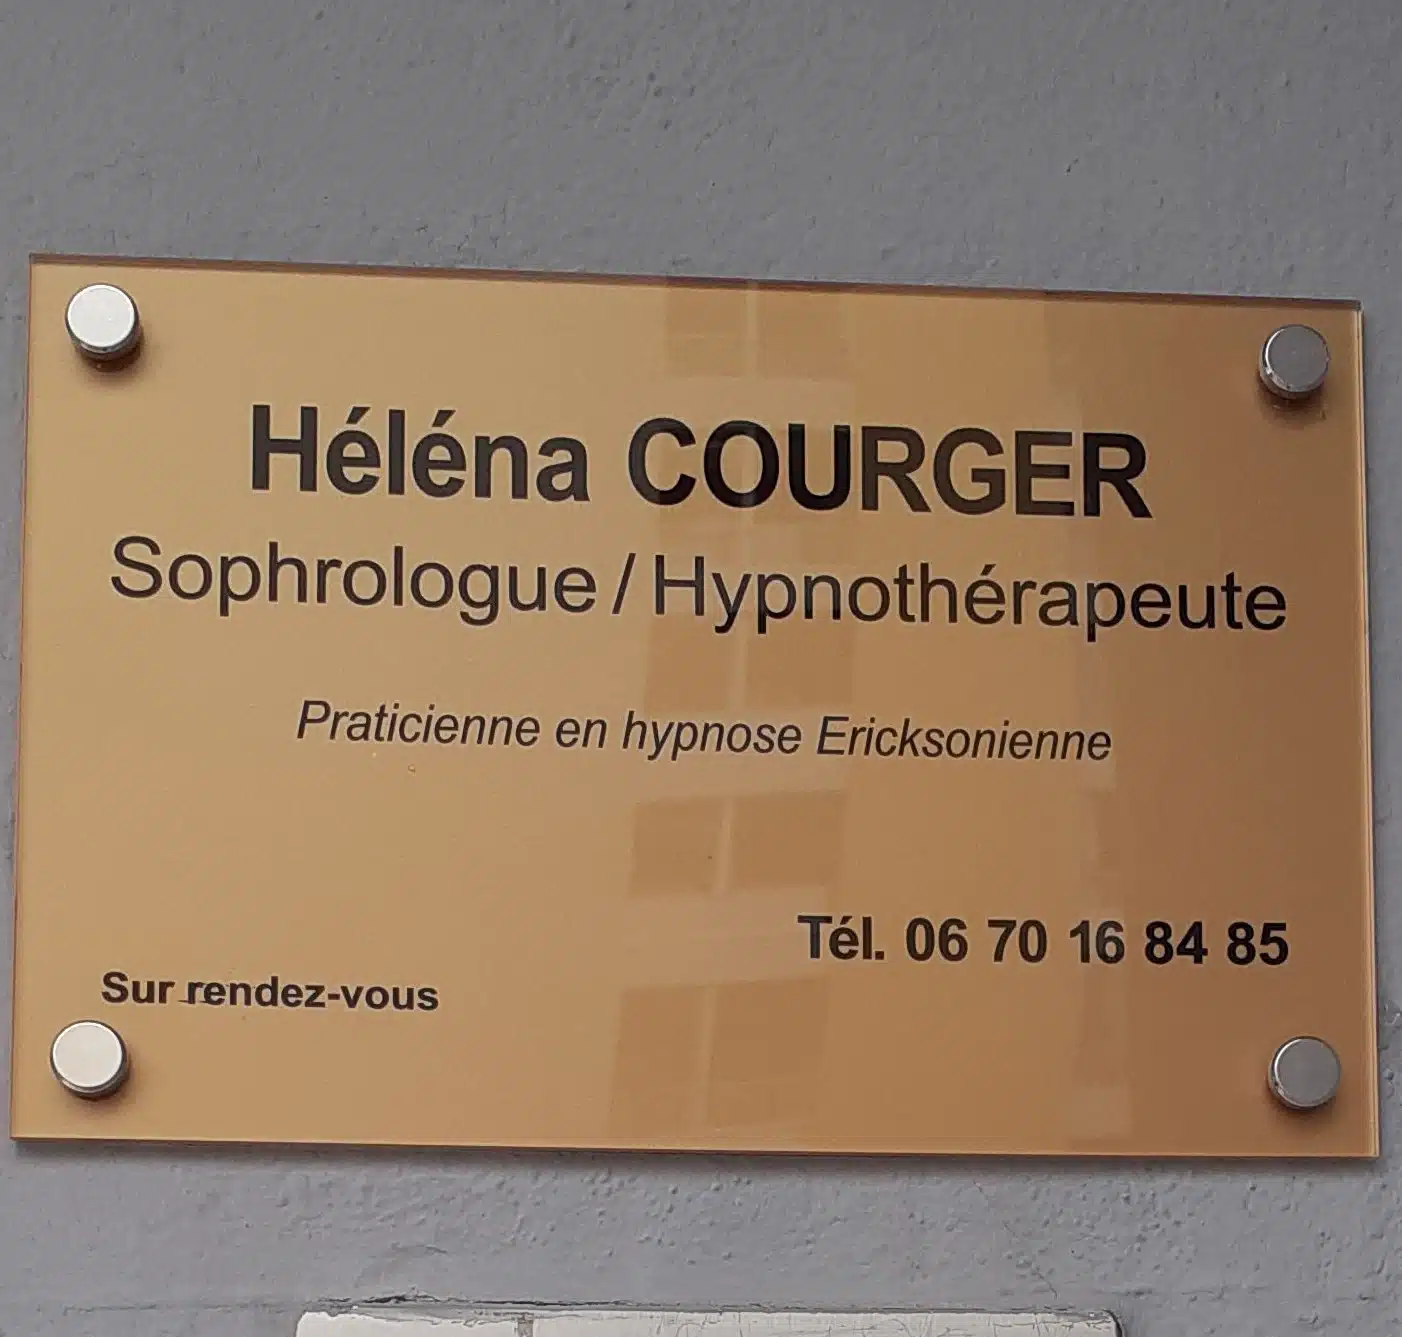 Héléna COURGER
Sophrologue / Hypnothérapeute
Praticienne en hypnose Ericksonienne
Tél. 06 70 16 84 85
Sur rendez-vous